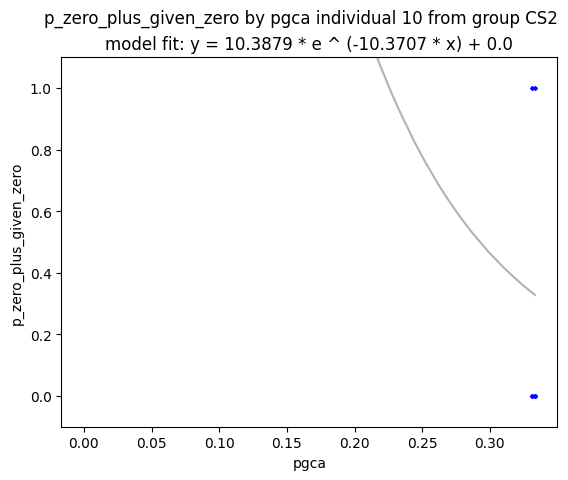 p_zero_plus_given_zero by pgca individual 10 from group CS2
model fit: y = 10.3879 * e ^ (-10.3707 * x) + 0.0
1.0
0.8
0.6
0.4
0.2
0.0
p_zero_plus_given_zero
0.00 0.05 0.10 0.15 0.20 0.25 0.30
pgca